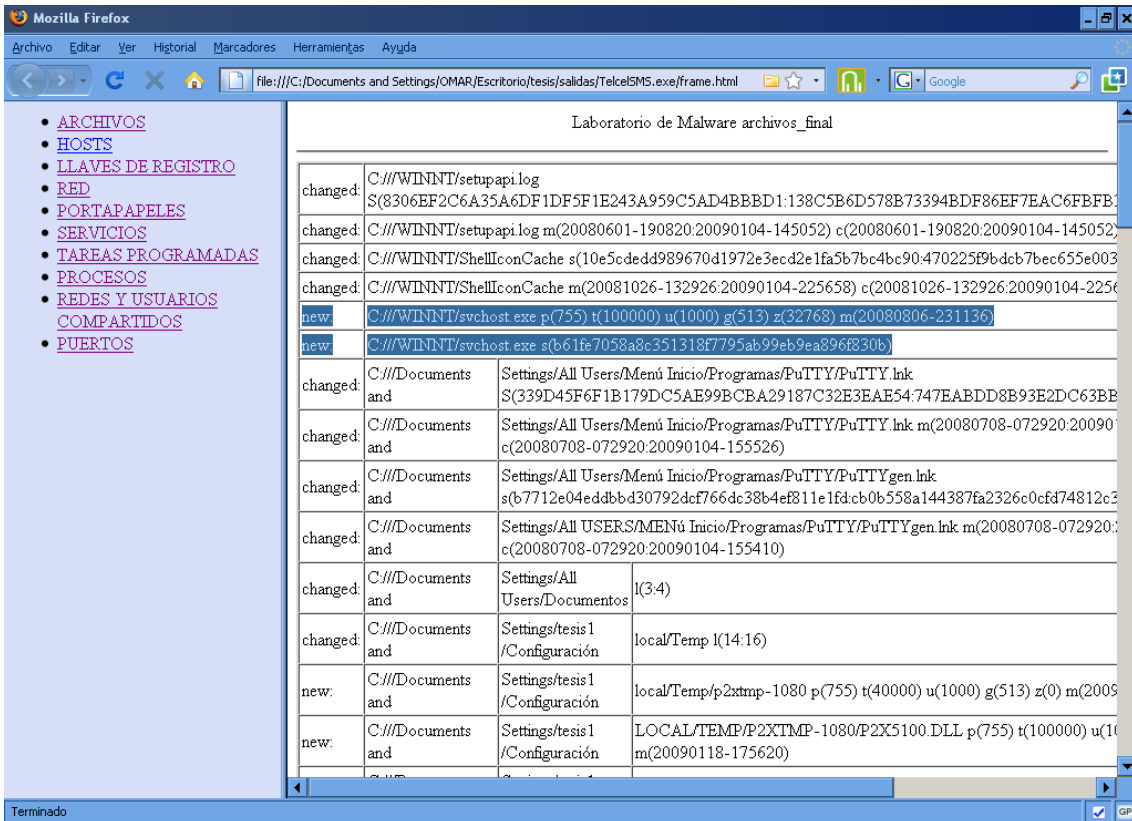 Mozilla Firefox
Archivo Editar Ver Historial Marcadores Herramientas Ayuda
file:///C:/Documents and Settings/OMAR/Escritorio/tesis/salidas/TelcelSMS.exe/frame.html
G Google
ARCHIVOS
HOSTS
LLAVES DE REGISTRO
RED
PORTAPAPELES
SERVICIOS
TAREAS PROGRAMADAS
PROCESOS
REDES Y USUARIOS
COMPARTIDOS
PUERTOS
Laboratorio de Malware archivos_final
changed: C:///WINNT/setupapi.log
S(8306EF2C6A35A6DF1DF5F1E243A959C5AD4BBBD1:138C5B6D578B73394BDF86EF7EAC6FBFB
changed: C:///WINNT/setupapi.log m(20080601-190820:20090104-145052) c(20080601-190820:20090104-145052)
changed: C:///WINNT/ShellIconCache s(10e5cdedd989670d1972e3ecd2e1fa5b7bc4bc90:470225f9bdcb7bec655e003
changed: C:///WINNT/ShellIconCache m(20081026-132926:20090104-225658) c(20081026-132926:20090104-2256
new: C:///WINNT/svchost.exe p(755) t(100000) u(1000) g(513) z(32768) m(20080806-231136)
new: C:///WINNT/svchost.exe s(b61fe7058a8c351318f7795ab99eb9ea896f830b)
changed: C:///Documents and Settings/All Users/Menú Inicio/Programas/PuTTY/PuTTY.lnk
S(339D45F6F1B179DC5AE99BCBA29187C32E3EAE54:747EABDD8B93E2DC63BB
changed: C:///Documents and Settings/All Users/Menú Inicio/Programas/PuTTY/PuTTY.lnk m(20080708-072920:20090
c(20080708-072920:20090104-155526)
changed: C:///Documents and Settings/All Users/Menú Inicio/Programas/PuTTY/PuTTYgen.lnk
s(b7712e04eddbbd30792dcf766dc38b4ef811e1fd:cb0b558a144387fa2326c0cfd74812c3
changed: C:///Documents and Settings/All USERS/MENú Inicio/Programas/PuTTY/PuTTYgen.lnk m(20080708-072920:
c(20080708-072920:20090104-155410)
changed: C:///Documents and Settings/All Users/Documentos l(3:4)
changed: C:///Documents and Settings/tesis1 /Configuración local/Temp l(14:16)
new: C:///Documents and Settings/tesis1 /Configuración local/Temp/p2xtmp-1080 p(755) t(40000) u(1000) g(513) z(0) m(2009
new: C:///Documents and Settings/tesis1 /Configuración LOCAL/TEMP/P2XTMP-1080/P2X5100.DLL p(755) t(100000) u(10
m(20090118-175620)
Terminado
GP